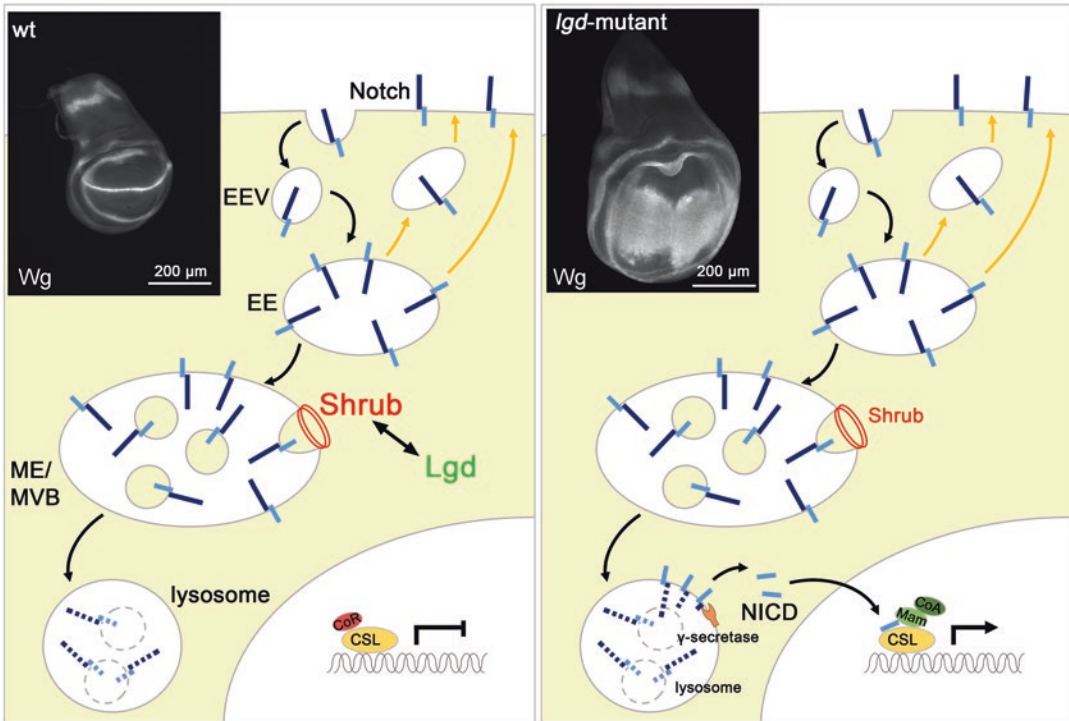 wt
Wg
200 µm
Notch
EEV
EE
Shrub
Lgd
ME/
MVB
lysosome
CoR
CSL
lgd-mutant
Wg
200 µm
Shrub
NICD
γ-secretase
lysosome
CoA
Mam
CSL